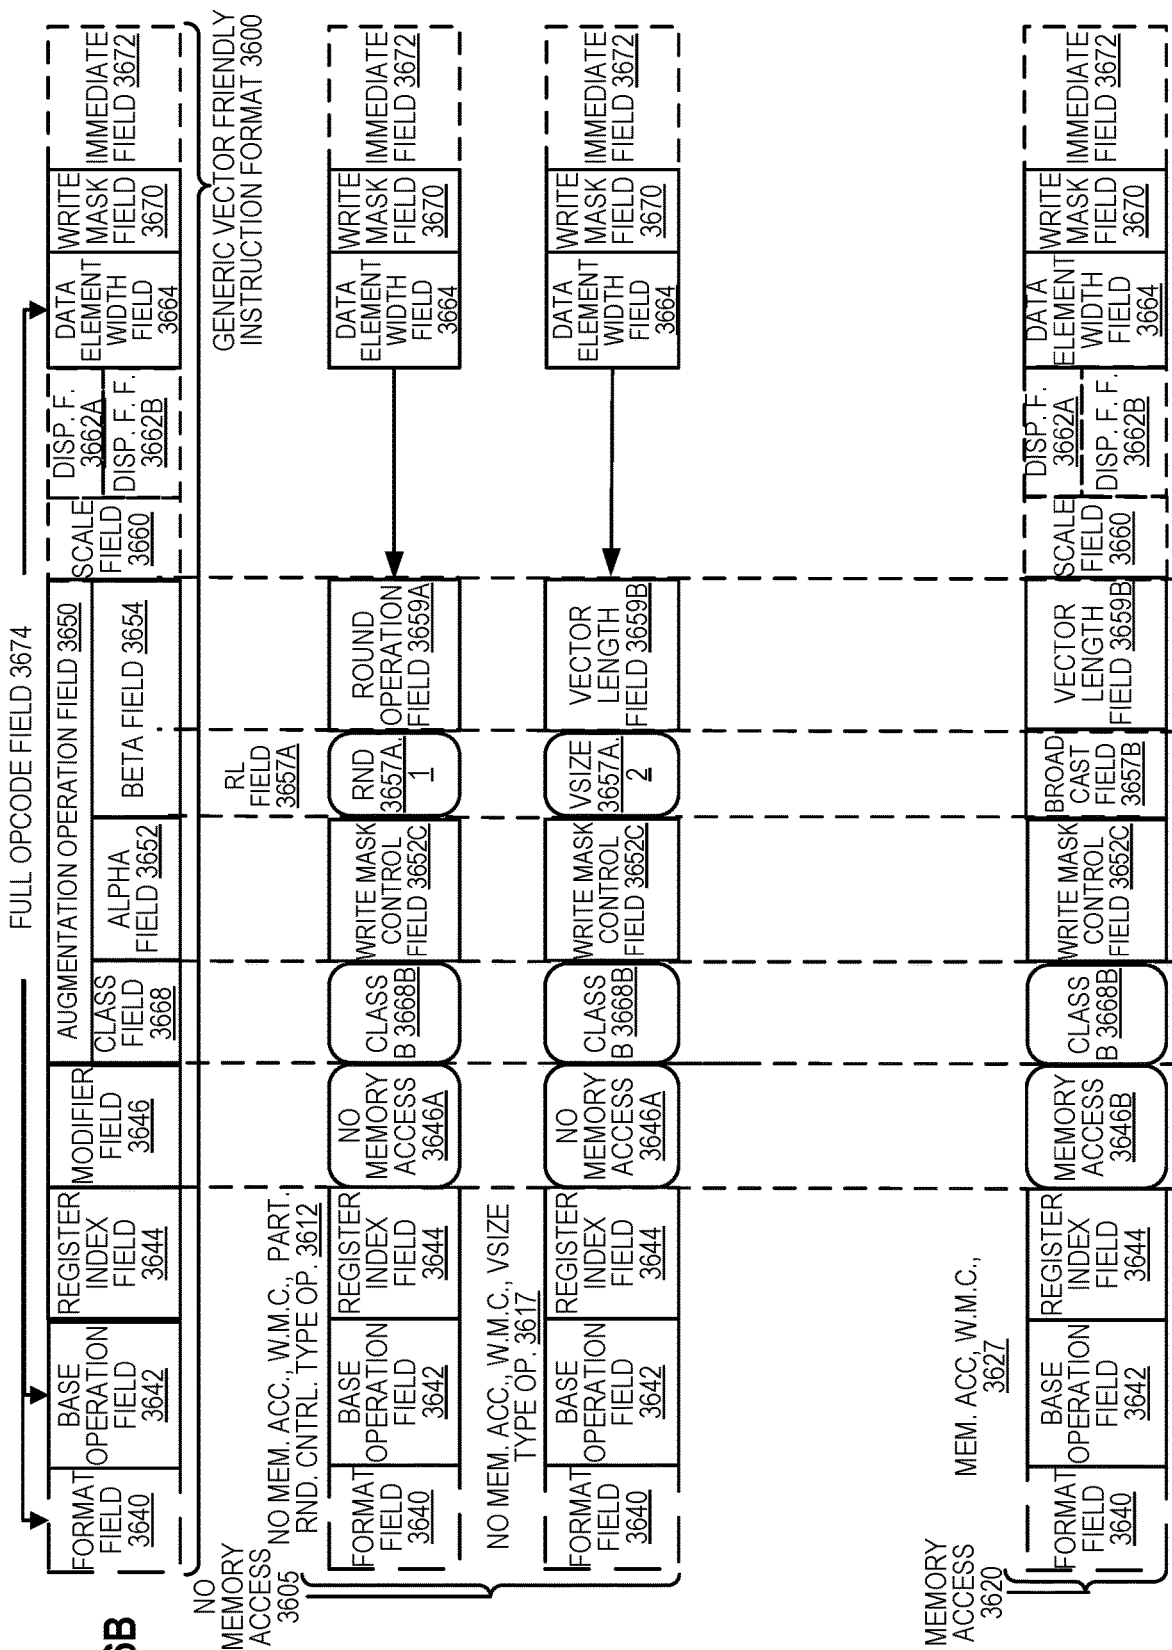 6B
FULL OPCODE FIELD 3674
FORMAT
FIELD
3640
BASE
OPERATION
FIELD
3642
REGISTER
INDEX
FIELD
3644
MODIFIER
FIELD
3646
AUGMENTATION OPERATION FIELD 3650
CLASS
FIELD
3668
ALPHA
FIELD 3652
BETA FIELD 3654
SCALE
FIELD
3660
DISP. F.
3662A
DISP. F. F.
3662B
DATA
ELEMENT
WIDTH
FIELD
3664
WRITE
MASK
FIELD
3670
IMMEDIATE
FIELD 3672
GENERIC VECTOR FRIENDLY
INSTRUCTION FORMAT 3600
NO
MEMORY
ACCESS
3605
NO MEM. ACC., W.M.C., PART.
RND. CNTRL. TYPE OP. 3612
RL
FIELD
3657A
FORMAT
FIELD
3640
BASE
OPERATION
FIELD
3642
REGISTER
INDEX
FIELD
3644
NO
MEMORY
ACCESS
3646A
CLASS
B 3668B
WRITE MASK
CONTROL
FIELD 3652C
RND
3657A.
1
ROUND
OPERATION
FIELD 3659A
DATA
ELEMENT
WIDTH
FIELD
3664
WRITE
MASK
FIELD
3670
IMMEDIATE
FIELD 3672
NO MEM. ACC., W.M.C., VSIZE
TYPE OP. 3617
FORMAT
FIELD
3640
BASE
OPERATION
FIELD
3642
REGISTER
INDEX
FIELD
3644
NO
MEMORY
ACCESS
3646A
CLASS
B 3668B
WRITE MASK
CONTROL
FIELD 3652C
VSIZE
3657A.
2
VECTOR
LENGTH
FIELD 3659B
DATA
ELEMENT
WIDTH
FIELD
3664
WRITE
MASK
FIELD
3670
IMMEDIATE
FIELD 3672
MEMORY
ACCESS
3620
MEM. ACC, W.M.C.,
3627
FORMAT
FIELD
3640
BASE
OPERATION
FIELD
3642
REGISTER
INDEX
FIELD
3644
MEMORY
ACCESS
3646B
CLASS
B 3668B
WRITE MASK
CONTROL
FIELD 3652C
BROAD
CAST
FIELD
3657B
VECTOR
LENGTH
FIELD 3659B
SCALE
FIELD
3660
DISP. F.
3662A
DISP. F. F.
3662B
DATA
ELEMENT
WIDTH
FIELD
3664
WRITE
MASK
FIELD
3670
IMMEDIATE
FIELD 3672